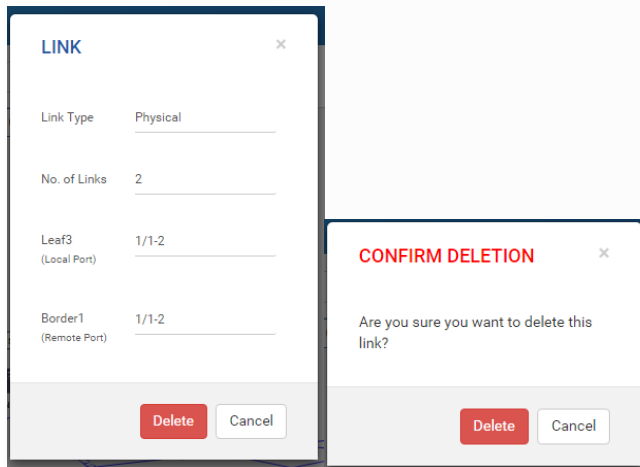 LINK ×
Link Type Physical
No. of Links 2
Leaf3 1/1-2
(Local Port)
Border1 1/1-2
(Remote Port)
Delete Cancel
CONFIRM DELETION ×
Are you sure you want to delete this
link?
Delete Cancel